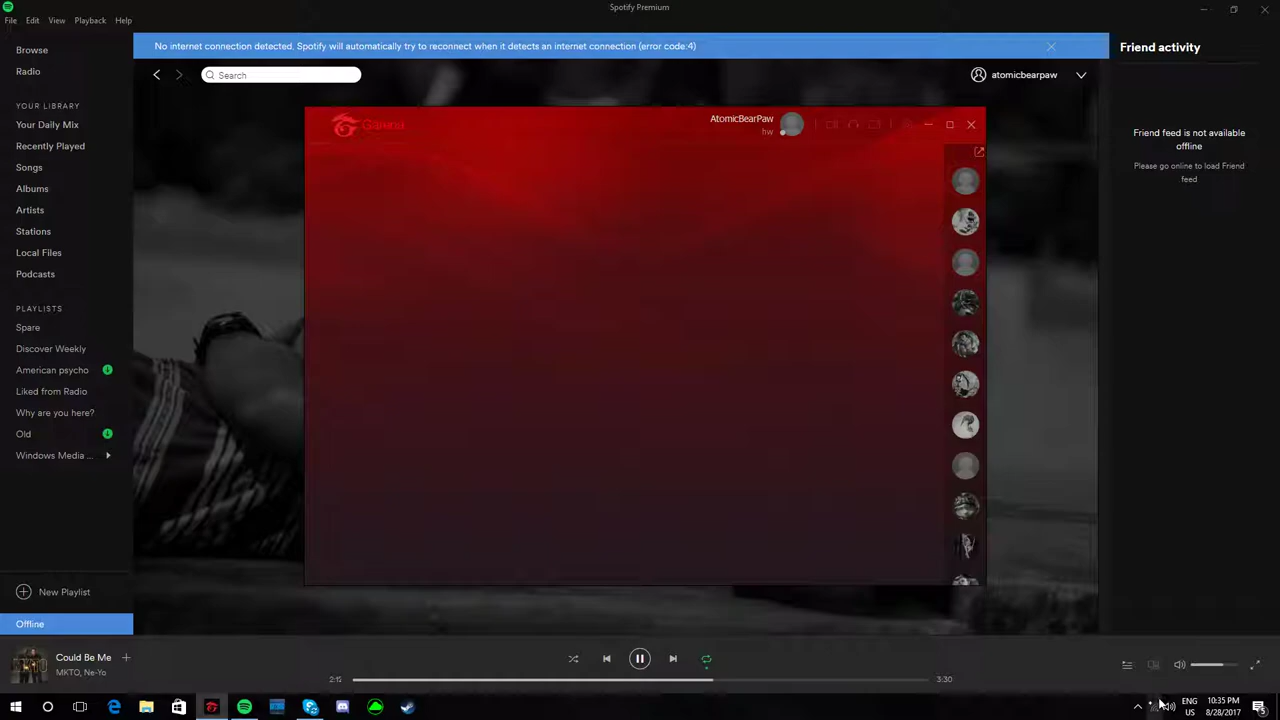 Spotify Premium
File Edit View Playback Help
No internet connection detected. Spotify will automatically try to reconnect when it detects an internet connection (error code:4)
Search
atomicbearpaw
Browse
Radio
YOUR LIBRARY
Your Daily Mix
Recently Played
Songs
Albums
Artists
Stations
Local Files
Podcasts
PLAYLISTS
Spare
Discover Weekly
American psycho
Liked from Radio
Why are you here?
Old
Windows Media ...
New Playlist
Offline
Garena
AtomicBearPaw
hw
Friend activity
Friend feed is not available
offline
Please go online to load Friend
feed
Could Be Me
MKTO, Ne-Yo
2:12
3:30
ENG
US
10:35 PM
8/28/2017
5